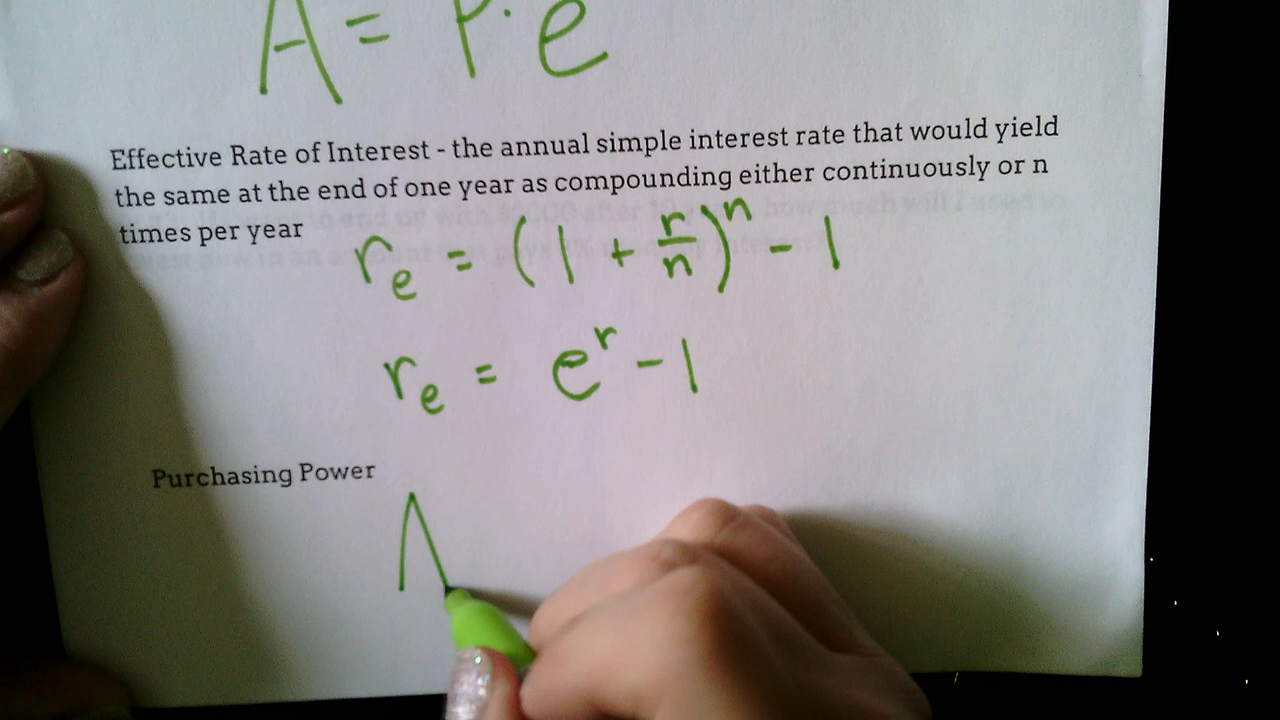 A = P · e
Effective Rate of Interest - the annual simple interest rate that would yield
the same at the end of one year as compounding either continuously or n
times per year
r_e = (1 + r/n)^n - 1
r_e = e^r - 1
Purchasing Power